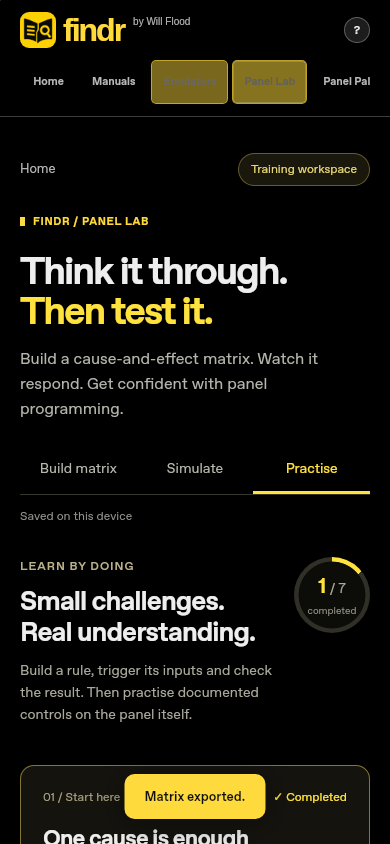 findr by Will Flood
?
Home Manuals Panel Lab Panel Pal
Home Training workspace
FINDR / PANEL LAB
Think it through.
Then test it.
Build a cause-and-effect matrix. Watch it
respond. Get confident with panel
programming.
Build matrix Simulate Practise
Saved on this device
LEARN BY DOING
Small challenges.
Real understanding.
1 / 7
completed
Build a rule, trigger its inputs and check
the result. Then practise documented
controls on the panel itself.
01 / Start here Matrix exported. ✓ Completed
One cause is enough